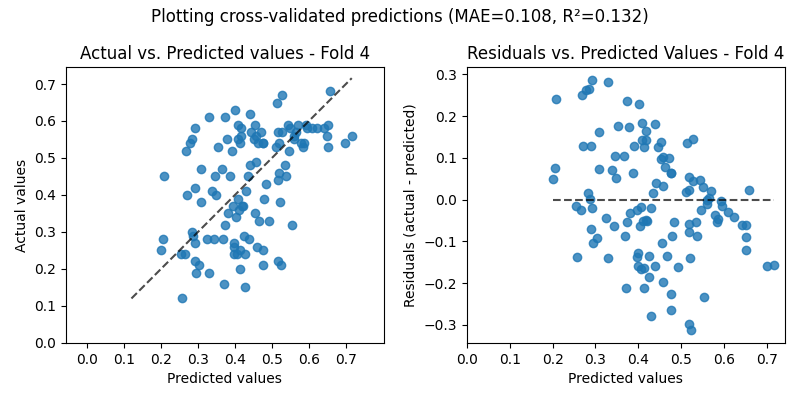 Plotting cross-validated predictions (MAE=0.108, R²=0.132)
Actual vs. Predicted values - Fold 4
Actual values
0.7
0.6
0.5
0.4
0.3
0.2
0.1
0.0
0.0 0.1 0.2 0.3 0.4 0.5 0.6 0.7
Predicted values
Residuals vs. Predicted Values - Fold 4
Residuals (actual - predicted)
0.3
0.2
0.1
0.0
−0.1
−0.2
−0.3
0.0 0.1 0.2 0.3 0.4 0.5 0.6 0.7
Predicted values